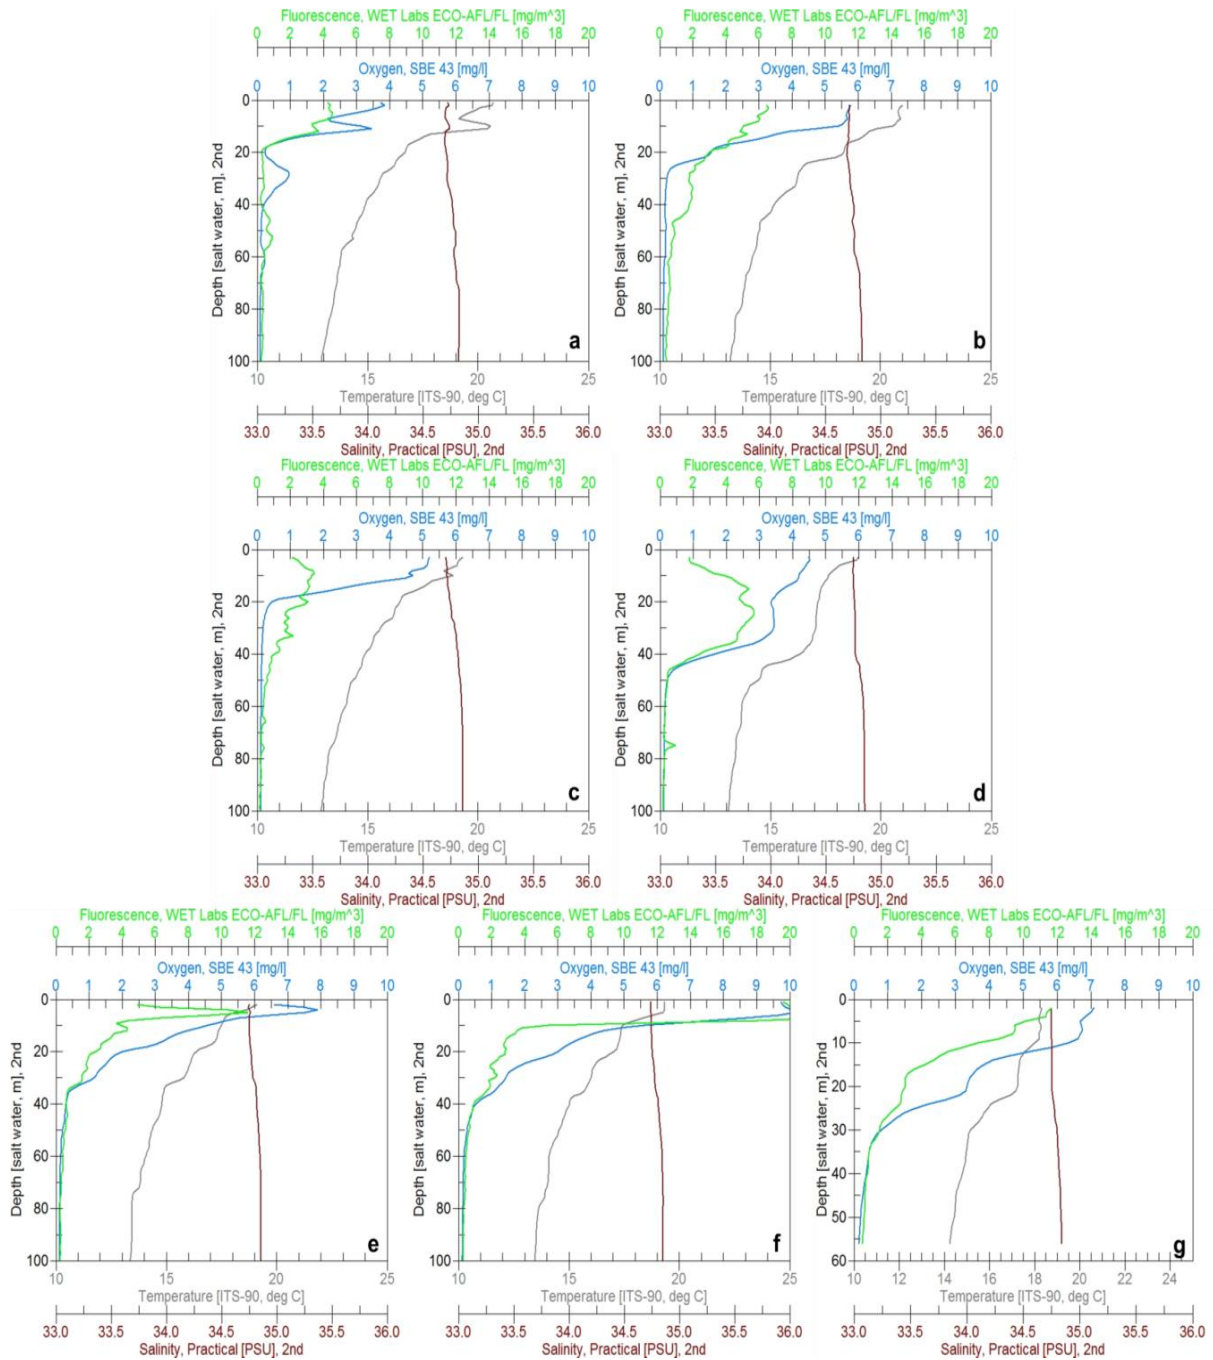 Fluorescence, WET Labs ECO-AFL/FL [mg/m^3]
0 2 4 6 8 10 12 14 16 18 20
Oxygen, SBE 43 [mg/l]
0 1 2 3 4 5 6 7 8 9 10
Depth [salt water, m], 2nd
0
20
40
60
80
100
a
10 15 20 25
Temperature [ITS-90, deg C]
33.0 33.5 34.0 34.5 35.0 35.5 36.0
Salinity, Practical [PSU], 2nd
Fluorescence, WET Labs ECO-AFL/FL [mg/m^3]
0 2 4 6 8 10 12 14 16 18 20
Oxygen, SBE 43 [mg/l]
0 1 2 3 4 5 6 7 8 9 10
Depth [salt water, m], 2nd
0
20
40
60
80
100
b
10 15 20 25
Temperature [ITS-90, deg C]
33.0 33.5 34.0 34.5 35.0 35.5 36.0
Salinity, Practical [PSU], 2nd
Fluorescence, WET Labs ECO-AFL/FL [mg/m^3]
0 2 4 6 8 10 12 14 16 18 20
Oxygen, SBE 43 [mg/l]
0 1 2 3 4 5 6 7 8 9 10
Depth [salt water, m], 2nd
0
20
40
60
80
100
c
10 15 20 25
Temperature [ITS-90, deg C]
33.0 33.5 34.0 34.5 35.0 35.5 36.0
Salinity, Practical [PSU], 2nd
Fluorescence, WET Labs ECO-AFL/FL [mg/m^3]
0 2 4 6 8 10 12 14 16 18 20
Oxygen, SBE 43 [mg/l]
0 1 2 3 4 5 6 7 8 9 10
Depth [salt water, m], 2nd
0
20
40
60
80
100
d
10 15 20 25
Temperature [ITS-90, deg C]
33.0 33.5 34.0 34.5 35.0 35.5 36.0
Salinity, Practical [PSU], 2nd
Fluorescence, WET Labs ECO-AFL/FL [mg/m^3]
0 2 4 6 8 10 12 14 16 18 20
Oxygen, SBE 43 [mg/l]
0 1 2 3 4 5 6 7 8 9 10
Depth [salt water, m], 2nd
0
20
40
60
80
100
e
10 15 20 25
Temperature [ITS-90, deg C]
33.0 33.5 34.0 34.5 35.0 35.5 36.0
Salinity, Practical [PSU], 2nd
Fluorescence, WET Labs ECO-AFL/FL [mg/m^3]
0 2 4 6 8 10 12 14 16 18 20
Oxygen, SBE 43 [mg/l]
0 1 2 3 4 5 6 7 8 9 10
Depth [salt water, m], 2nd
0
20
40
60
80
100
f
10 15 20 25
Temperature [ITS-90, deg C]
33.0 33.5 34.0 34.5 35.0 35.5 36.0
Salinity, Practical [PSU], 2nd
Fluorescence, WET Labs ECO-AFL/FL [mg/m^3]
0 2 4 6 8 10 12 14 16 18 20
Oxygen, SBE 43 [mg/l]
0 1 2 3 4 5 6 7 8 9 10
Depth [salt water, m], 2nd
0
10
20
30
40
50
60
g
10 12 14 16 18 20 22 24
Temperature [ITS-90, deg C]
33.0 33.5 34.0 34.5 35.0 35.5 36.0
Salinity, Practical [PSU], 2nd